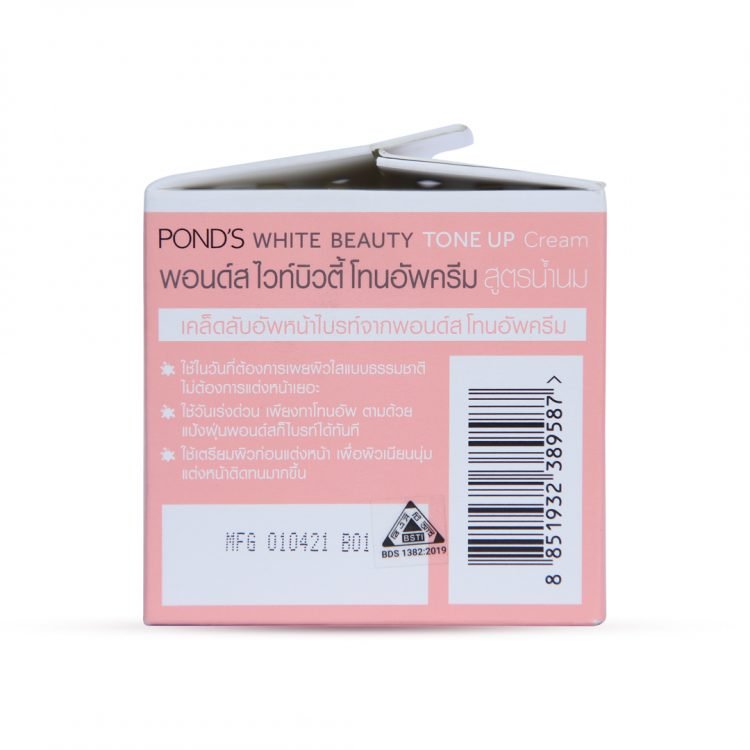 POND'S WHITE BEAUTY TONE UP Cream
พอนด์ส ไวท์บิวตี้ โทนอัพครีม สูตรน้ำนม
เคล็ดลับอัพหน้าไบรท์จากพอนด์ส โทนอัพครีม
ใช้ในวันที่ต้องการเผยผิวใสแบบธรรมชาติ
ไม่ต้องการแต่งหน้าเยอะ
ใช้วันเร่งด่วน เพียงทาโทนอัพ ตามด้วย
แป้งฝุ่นพอนด์สก็ไบรท์ได้ทันที
ใช้เตรียมผิวก่อนแต่งหน้า เพื่อผิวเนียนนุ่ม
แต่งหน้าติดทนมากขึ้น
MFG 010421 B01
BSTI
BDS 1382:2019
8 851932 389587 >